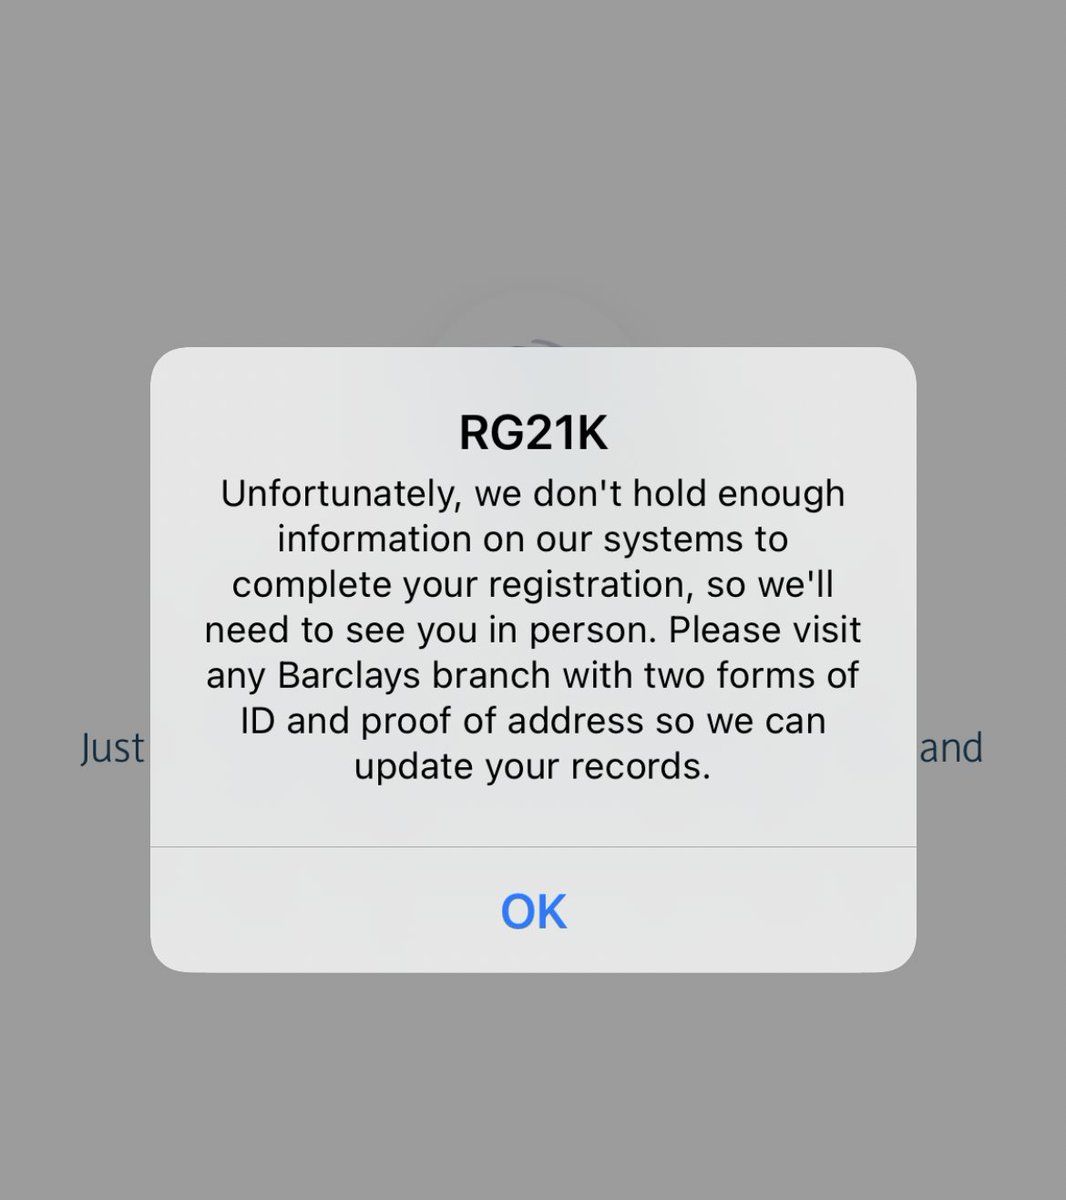 RG21K
Unfortunately, we don't hold enough
information on our systems to
complete your registration, so we'll
need to see you in person. Please visit
any Barclays branch with two forms of
ID and proof of address so we can
update your records.
Just and
OK